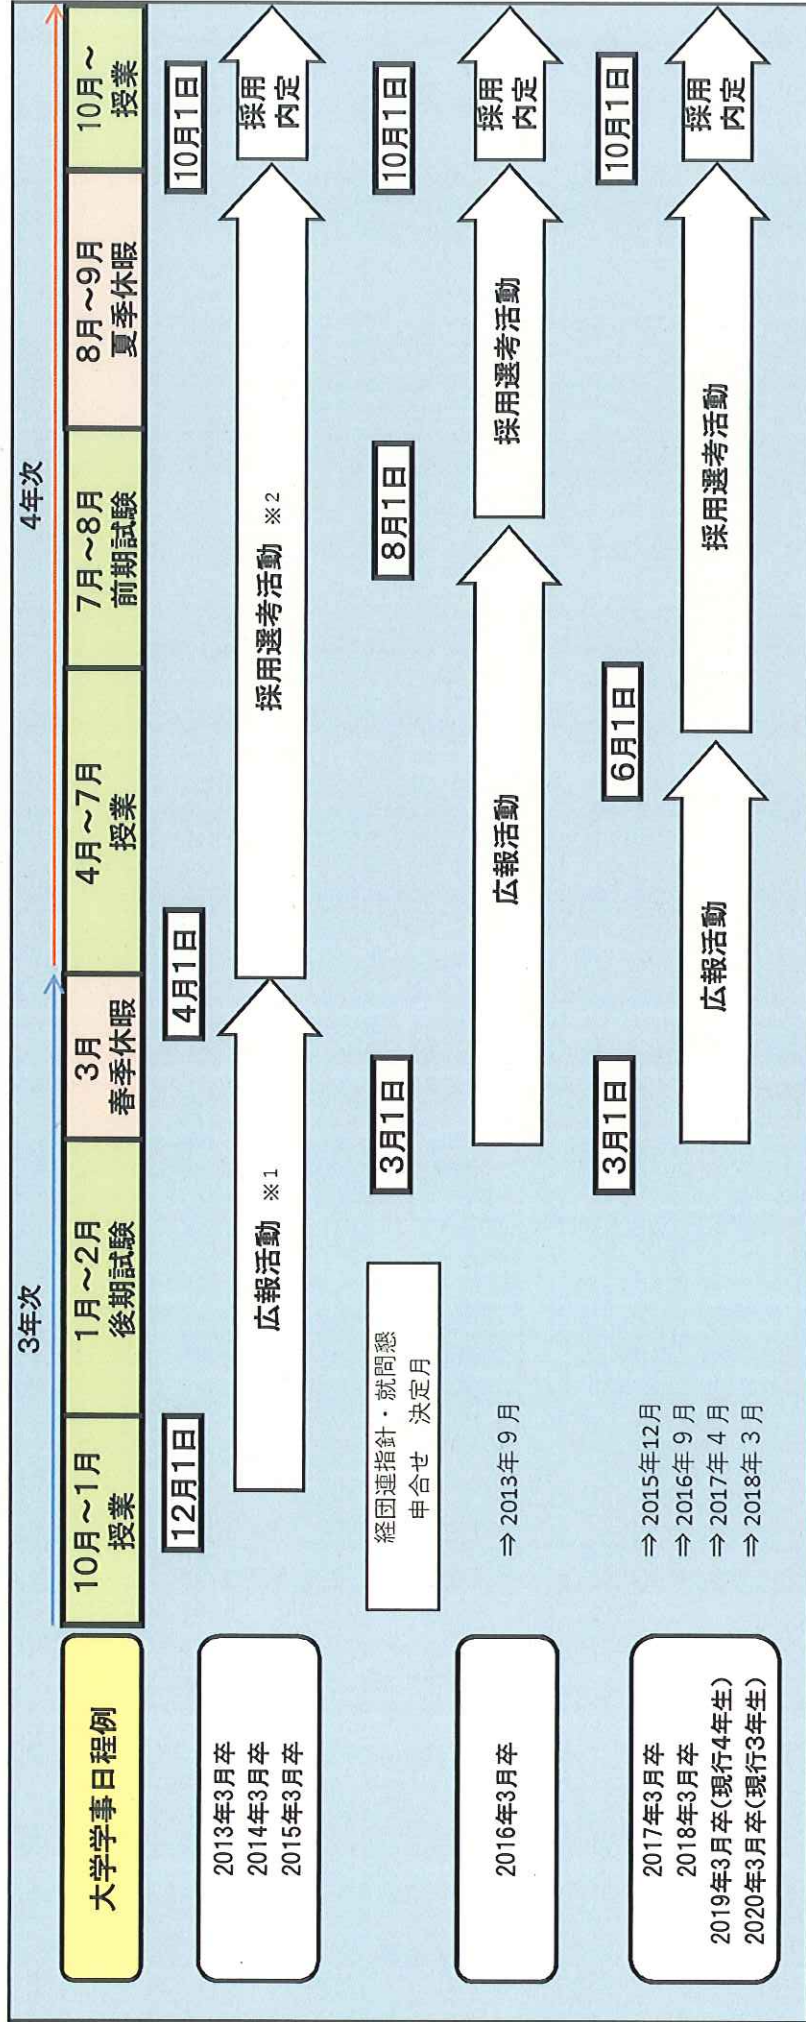 3年次
4年次
大学学事日程例
10月～1月
授業
1月～2月
後期試験
3月
春季休暇
4月～7月
授業
7月～8月
前期試験
8月～9月
夏季休暇
10月～
授業
2013年3月卒
2014年3月卒
2015年3月卒
12月1日
4月1日
10月1日
広報活動 ※1
採用選考活動 ※2
採用
内定
経団連指針・就問懇
申合せ 決定月
3月1日
8月1日
10月1日
2016年3月卒
⇒ 2013年 9 月
広報活動
採用選考活動
採用
内定
3月1日
6月1日
10月1日
2017年3月卒
2018年3月卒
2019年3月卒(現行4年生)
2020年3月卒(現行3年生)
⇒ 2015年12月
⇒ 2016年 9 月
⇒ 2017年 4 月
⇒ 2018年 3 月
広報活動
採用選考活動
採用
内定